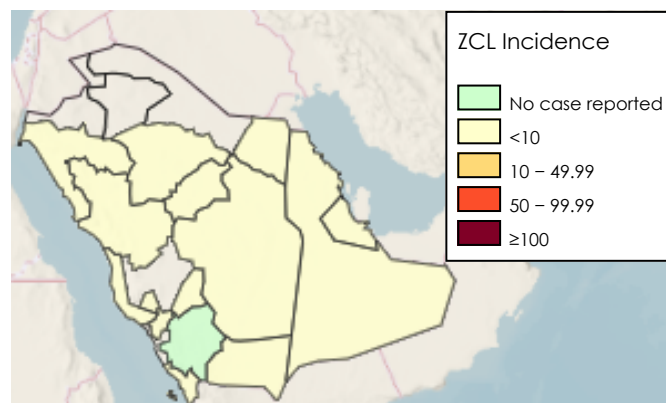 ZCL Incidence
No case reported
<10
10 – 49.99
50 – 99.99
≥100